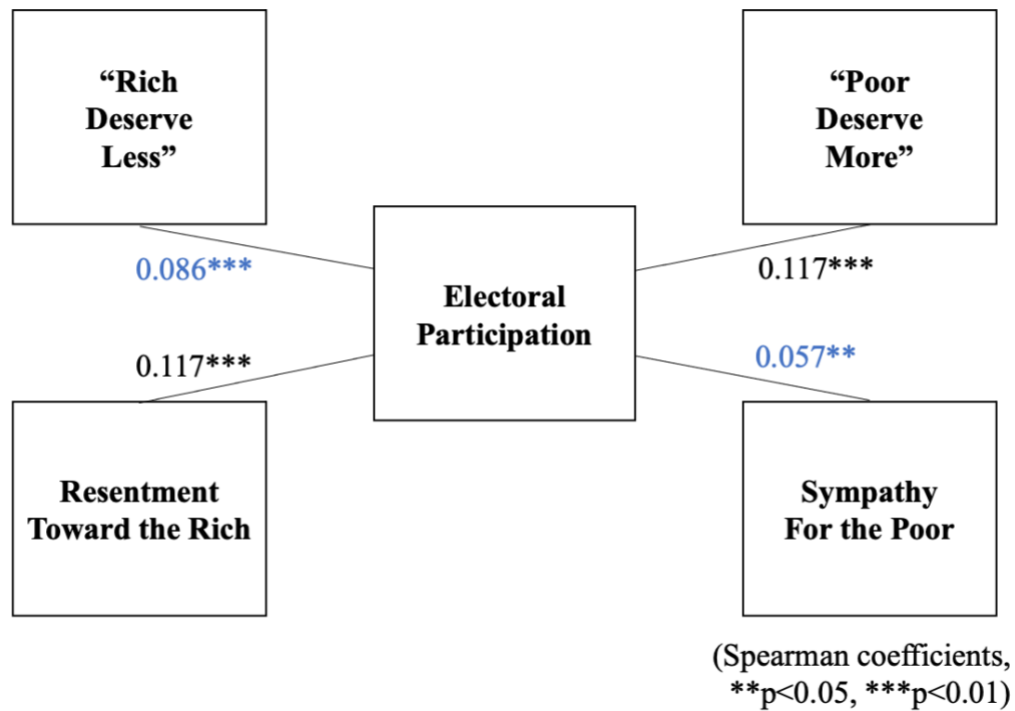 “Rich
Deserve
Less”
“Poor
Deserve
More”
0.086***
0.117***
Electoral
Participation
0.117***
0.057**
Resentment
Toward the Rich
Sympathy
For the Poor
(Spearman coefficients,
**p<0.05, ***p<0.01)